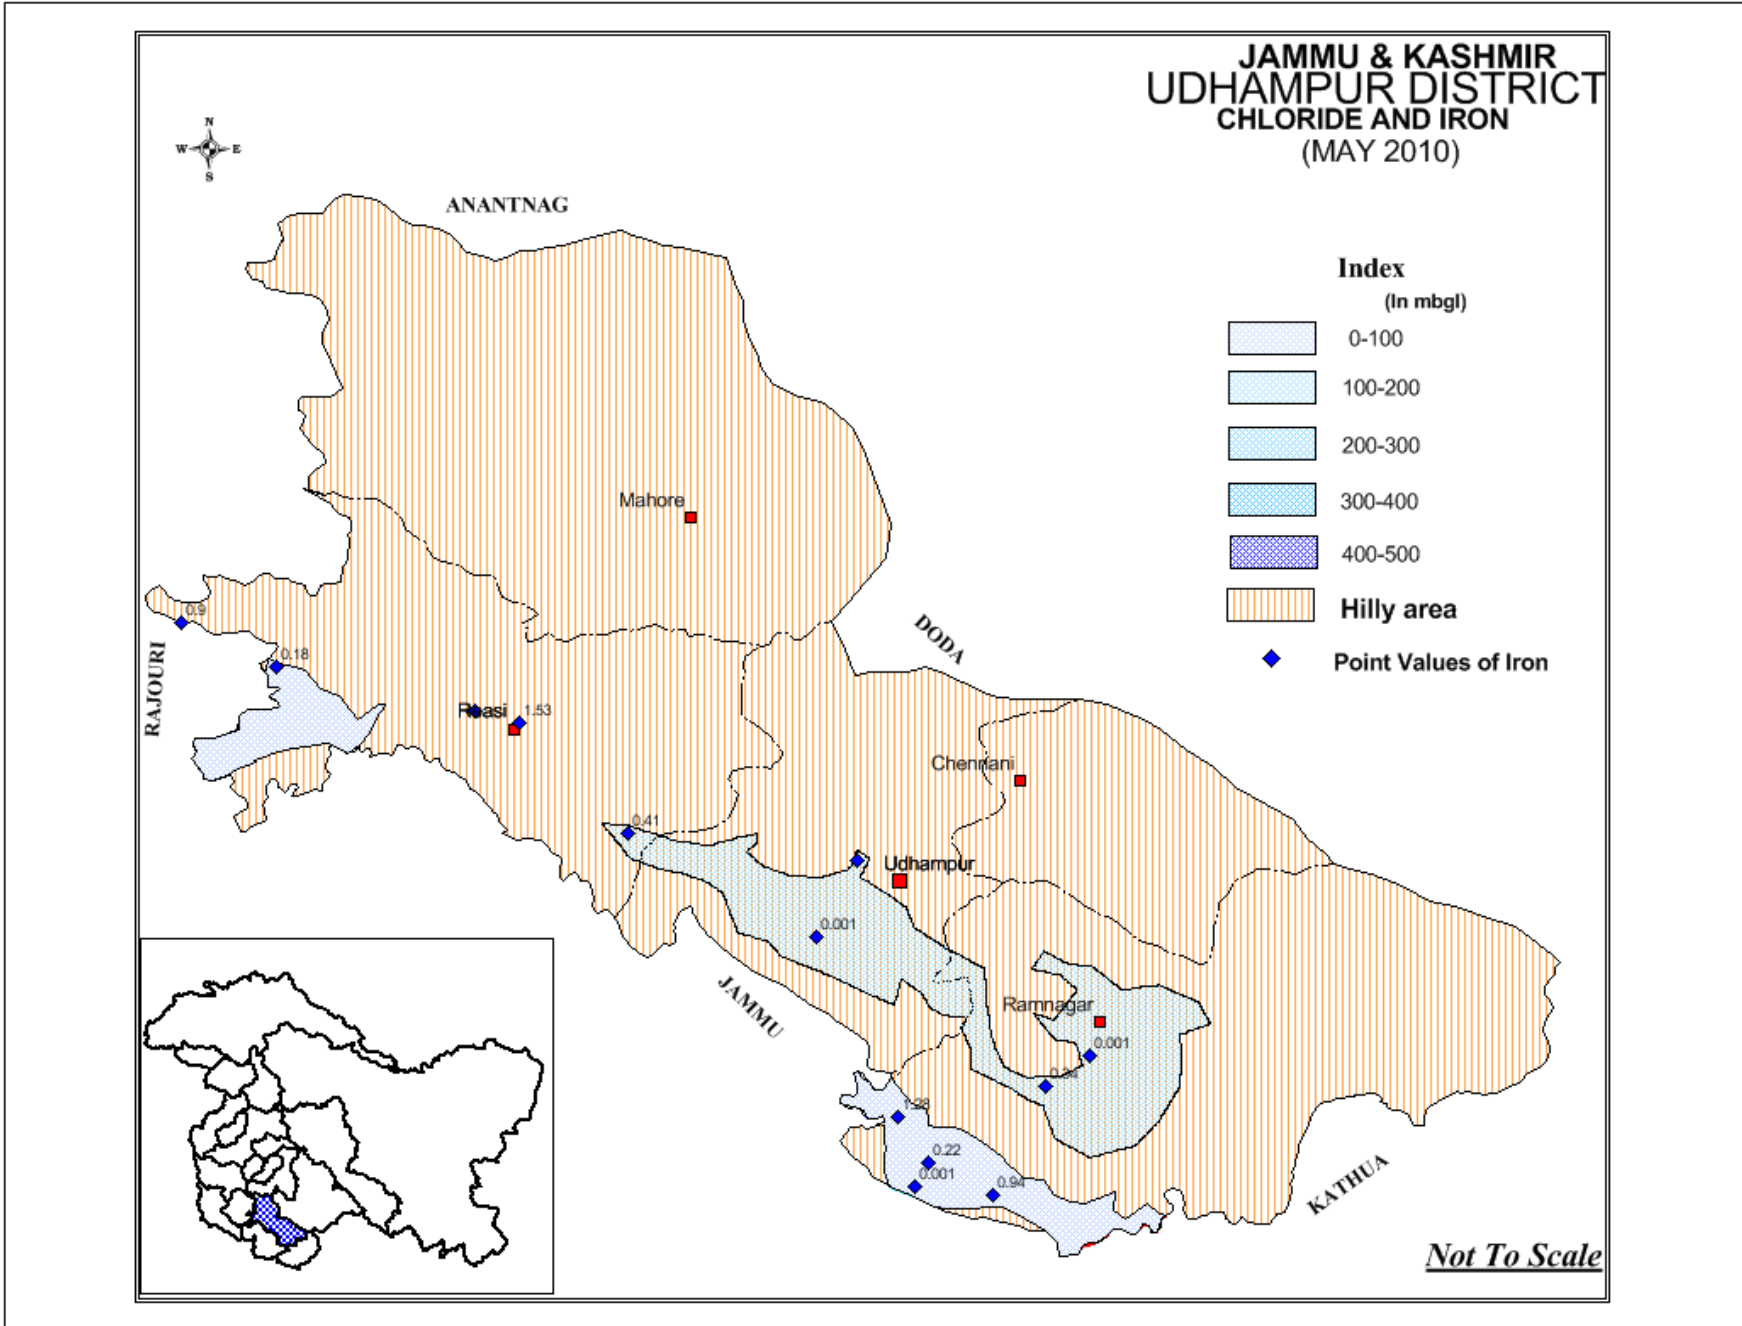 JAMMU & KASHMIR
UDHAMPUR DISTRICT
CHLORIDE AND IRON
(MAY 2010)
N
W E
S
ANANTNAG
Index
(In mbgl)
0-100
100-200
200-300
300-400
400-500
Hilly area
Point Values of Iron
Mahore
0.9
DODA
RAJOURI
0.18
Reasi
1.53
Chennani
0.41
Udhampur
0.001
JAMMU
Ramnagar
0.001
0.34
1.28
0.22
0.001
0.94
KATHUA
Not To Scale